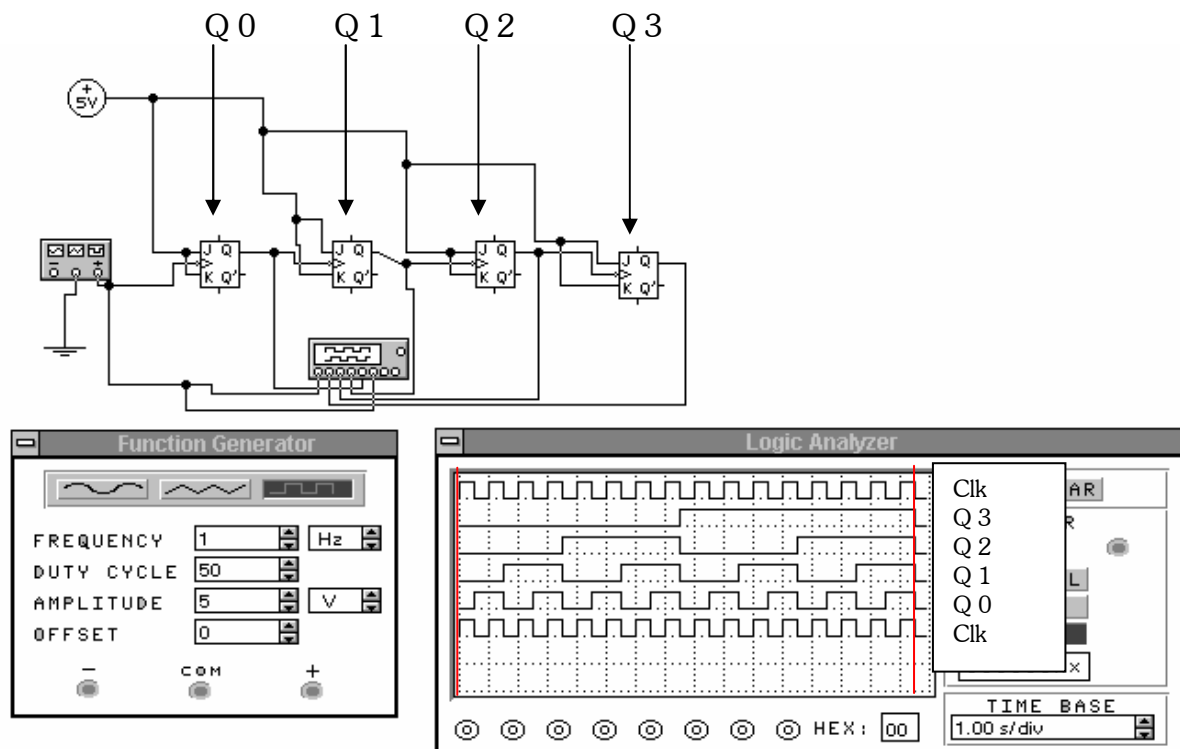 Q 0 Q 1 Q 2 Q 3
+
5V
J Q
K Q'
J Q
K Q'
J Q
K Q'
J Q
K Q'
- +
Function Generator
FREQUENCY 1 Hz
DUTY CYCLE 50
AMPLITUDE 5 V
OFFSET 0
- COM +
Logic Analyzer
Clk
Q 3
Q 2
Q 1
Q 0
Clk
AR
R
L
x
HEX: 00
TIME BASE
1.00 s/div